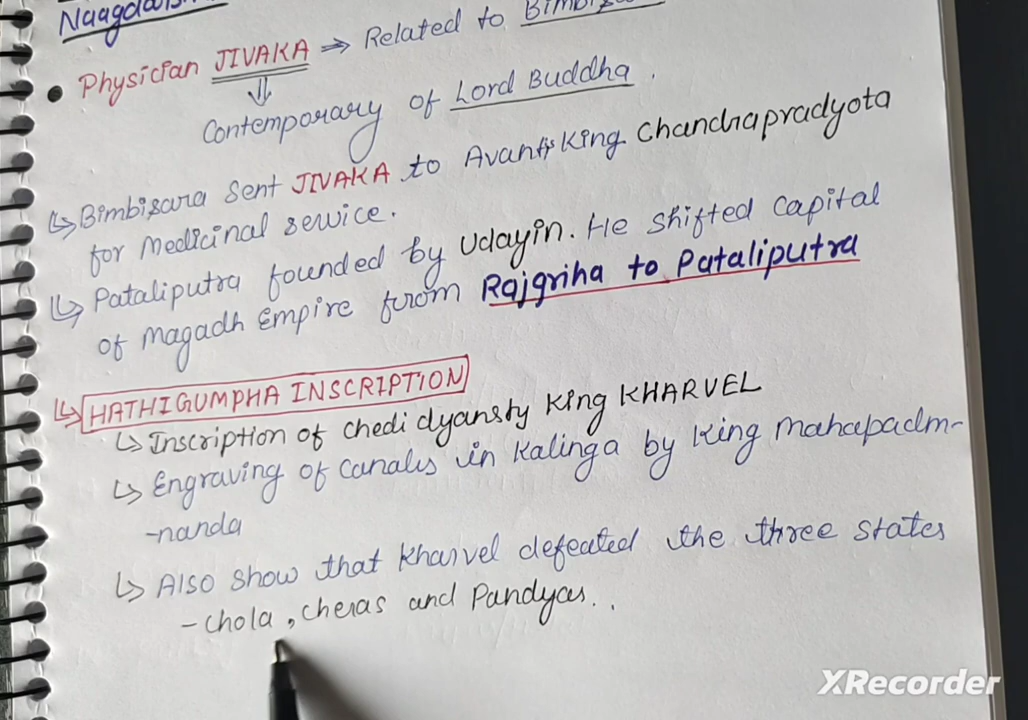 • Physician JIVAKA ⇒ Related to
⇓
Contemporary of Lord Buddha.
↳ Bimbisara sent JIVAKA to Avanti King Chandrapradyota
for Medicinal service.
↳ Pataliputra founded by Udayin. He shifted capital
of Magadh Empire from Rajgriha to Pataliputra
↳ HATHIGUMPHA INSCRIPTION
↳ Inscription of chedi dyansty King KHARVEL
↳ Engraving of canals in Kalinga by king Mahapadm-
-nanda
↳ Also show that Kharvel defeated the three states
- chola, cheras and Pandyas..
XRecorder